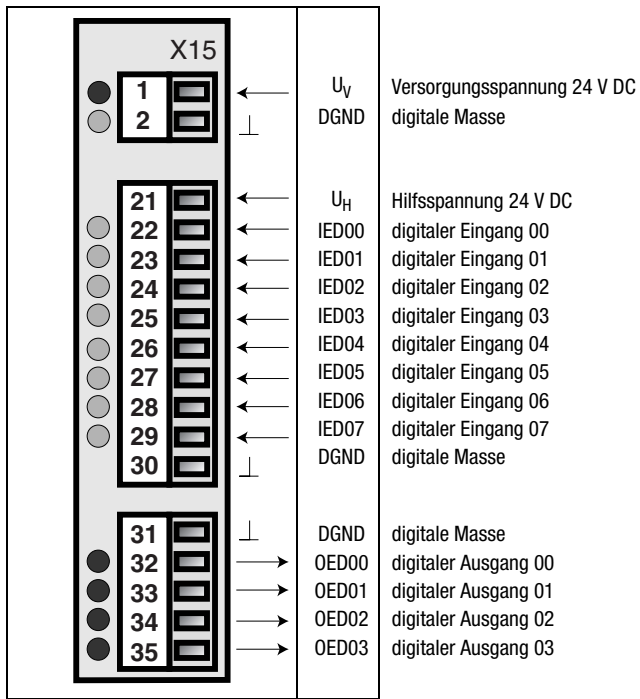 X15
1 U_V Versorgungsspannung 24 V DC
2 DGND digitale Masse
21 U_H Hilfsspannung 24 V DC
22 IED00 digitaler Eingang 00
23 IED01 digitaler Eingang 01
24 IED02 digitaler Eingang 02
25 IED03 digitaler Eingang 03
26 IED04 digitaler Eingang 04
27 IED05 digitaler Eingang 05
28 IED06 digitaler Eingang 06
29 IED07 digitaler Eingang 07
30 DGND digitale Masse
31 DGND digitale Masse
32 OED00 digitaler Ausgang 00
33 OED01 digitaler Ausgang 01
34 OED02 digitaler Ausgang 02
35 OED03 digitaler Ausgang 03